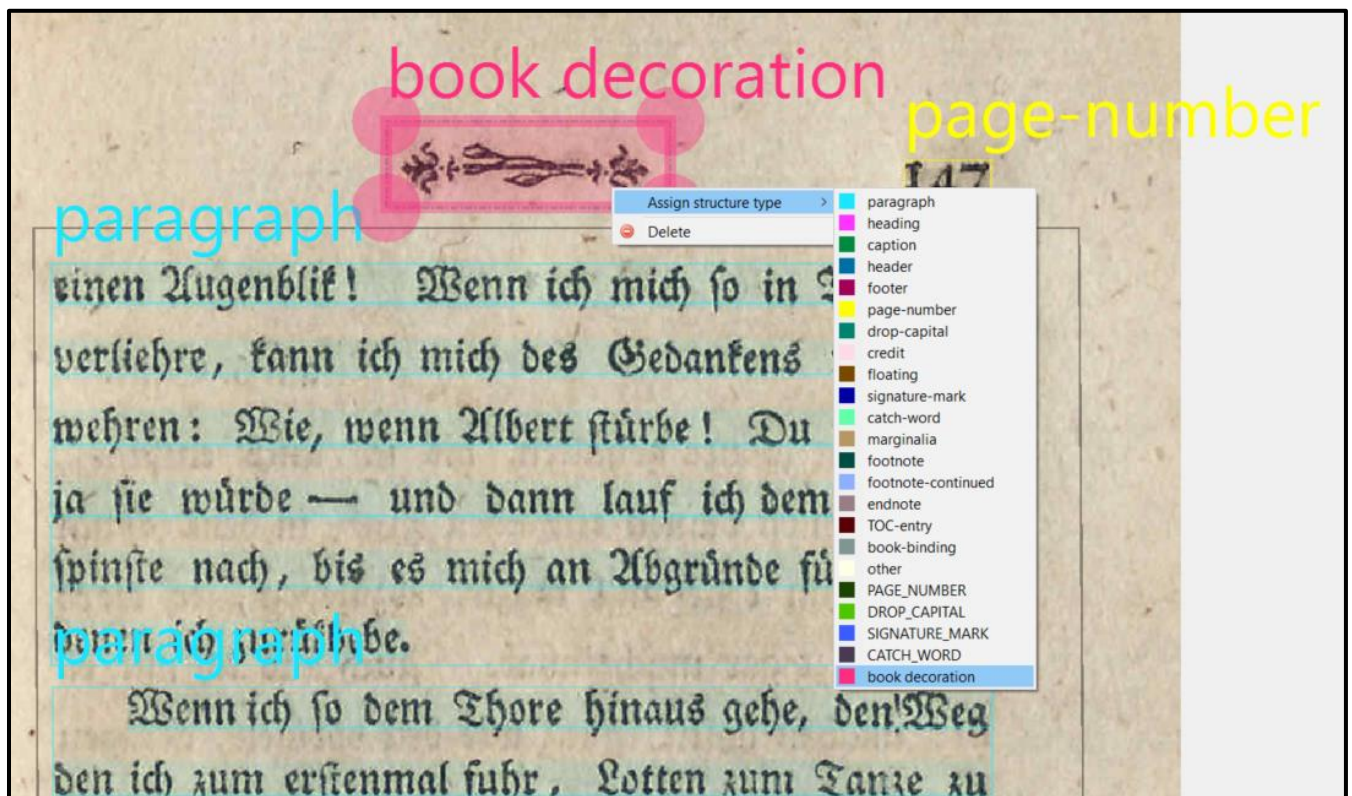 book decoration
page-number
147
paragraph
einen Augenblik! Wenn ich mich ſo in
verliehre, kann ich mich des Gedankens
wehren: Wie, wenn Albert ſtürbe! Du
ja ſie würde — und dann lauf ich dem
ſpinſte nach, bis es mich an Abgründe
paragraph
denen ich zurükbebe.
Wenn ich ſo dem Thore hinaus gehe, den Weg
den ich zum erſtenmal fuhr, Lotten zum Tanze zu
Assign structure type
Delete
paragraph
heading
caption
header
footer
page-number
drop-capital
credit
floating
signature-mark
catch-word
marginalia
footnote
footnote-continued
endnote
TOC-entry
book-binding
other
PAGE_NUMBER
DROP_CAPITAL
SIGNATURE_MARK
CATCH_WORD
book decoration